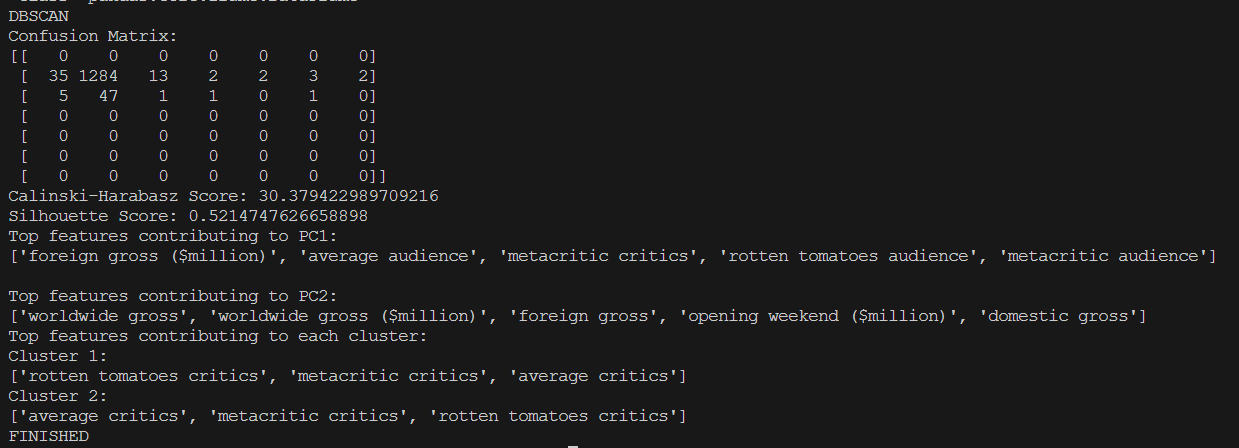 DBSCAN
Confusion Matrix:
[[   0    0    0    0    0    0    0]
 [  35 1284   13    2    2    3    2]
 [   5   47    1    1    0    1    0]
 [   0    0    0    0    0    0    0]
 [   0    0    0    0    0    0    0]
 [   0    0    0    0    0    0    0]
 [   0    0    0    0    0    0    0]]
Calinski-Harabasz Score: 30.379422989709216
Silhouette Score: 0.5214747626658898
Top features contributing to PC1:
['foreign gross ($million)', 'average audience', 'metacritic critics', 'rotten tomatoes audience', 'metacritic audience']
Top features contributing to PC2:
['worldwide gross', 'worldwide gross ($million)', 'foreign gross', 'opening weekend ($million)', 'domestic gross']
Top features contributing to each cluster:
Cluster 1:
['rotten tomatoes critics', 'metacritic critics', 'average critics']
Cluster 2:
['average critics', 'metacritic critics', 'rotten tomatoes critics']
FINISHED